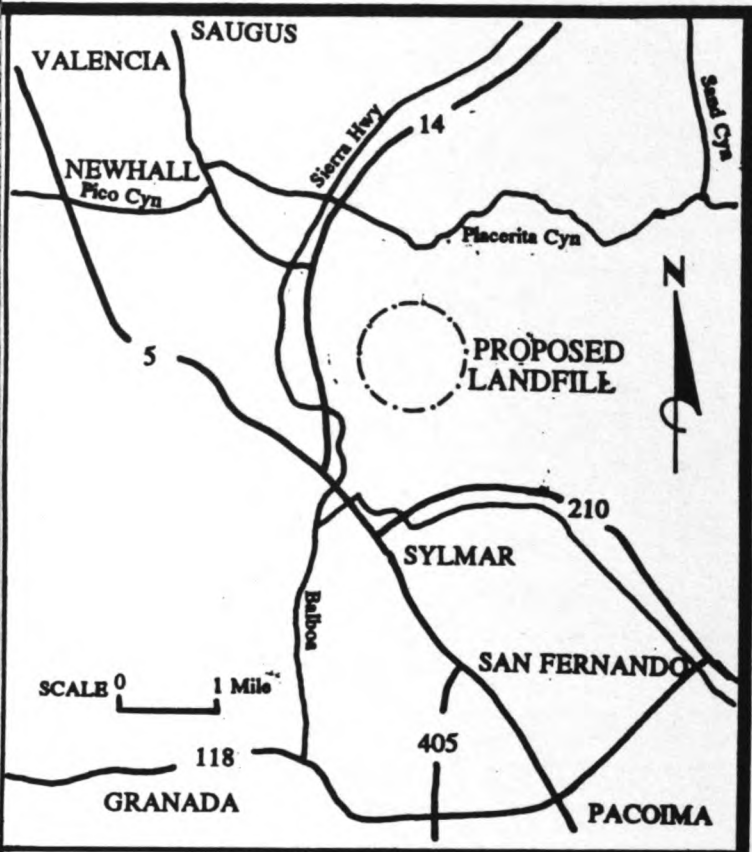 SAUGUS
VALENCIA
Sand Cyn
Sierra Hwy
14
NEWHALL
Pico Cyn
Placerita Cyn
N
PROPOSED
LANDFILL
5
210
SYLMAR
Balboa
SAN FERNANDO
SCALE 0 1 Mile
118
405
GRANADA
PACOIMA